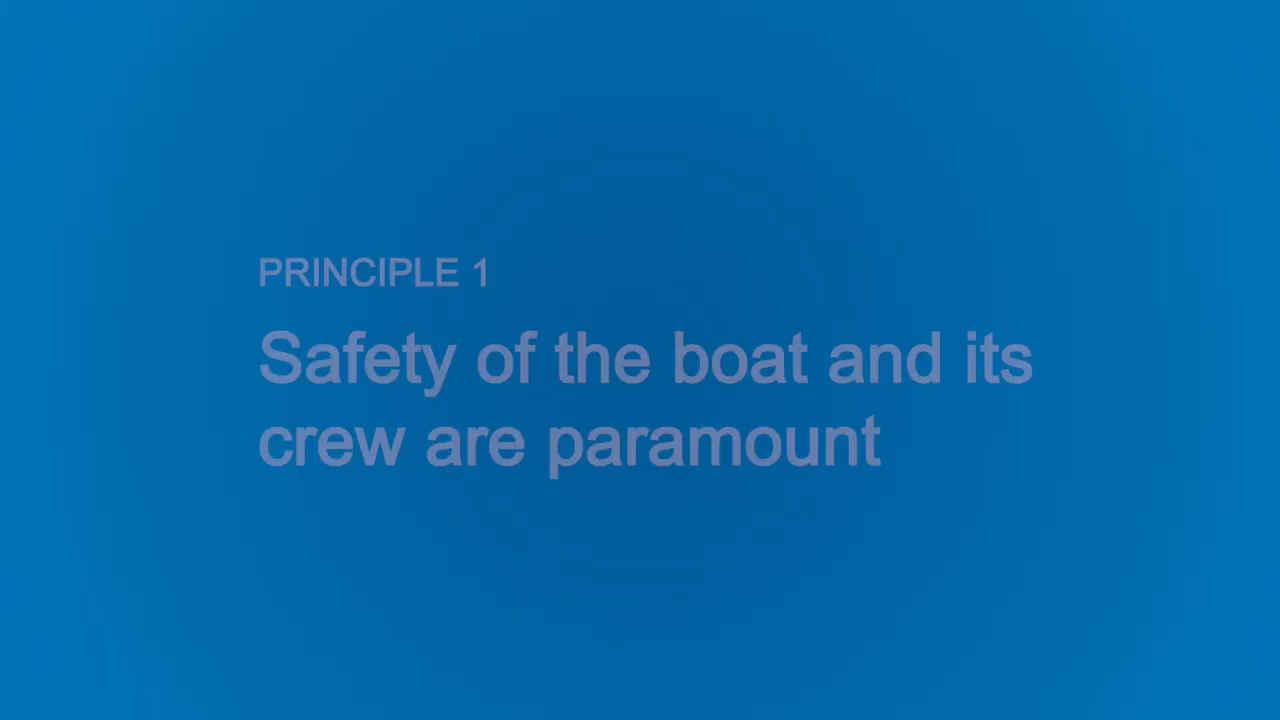 PRINCIPLE 1
Safety of the boat and its
crew are paramount